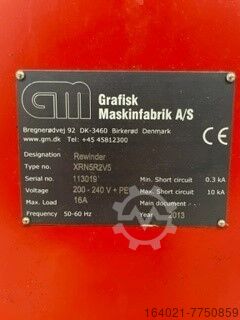 GM
Grafisk
Maskinfabrik A/S
Bregnerødvej 92 DK-3460 Birkerød Denmark
www.gm.dk Tel: +45 45812300
CE
Designation Rewinder
Type no. XRN5R2V5
Serial no. 113019 Min. Short circuit 0.3 kA
Voltage 200 - 240 V + PE Max. Short circuit 10 kA
Max. Load 16A Main document
Frequency 50-60 Hz Year 2013
164021-7750859